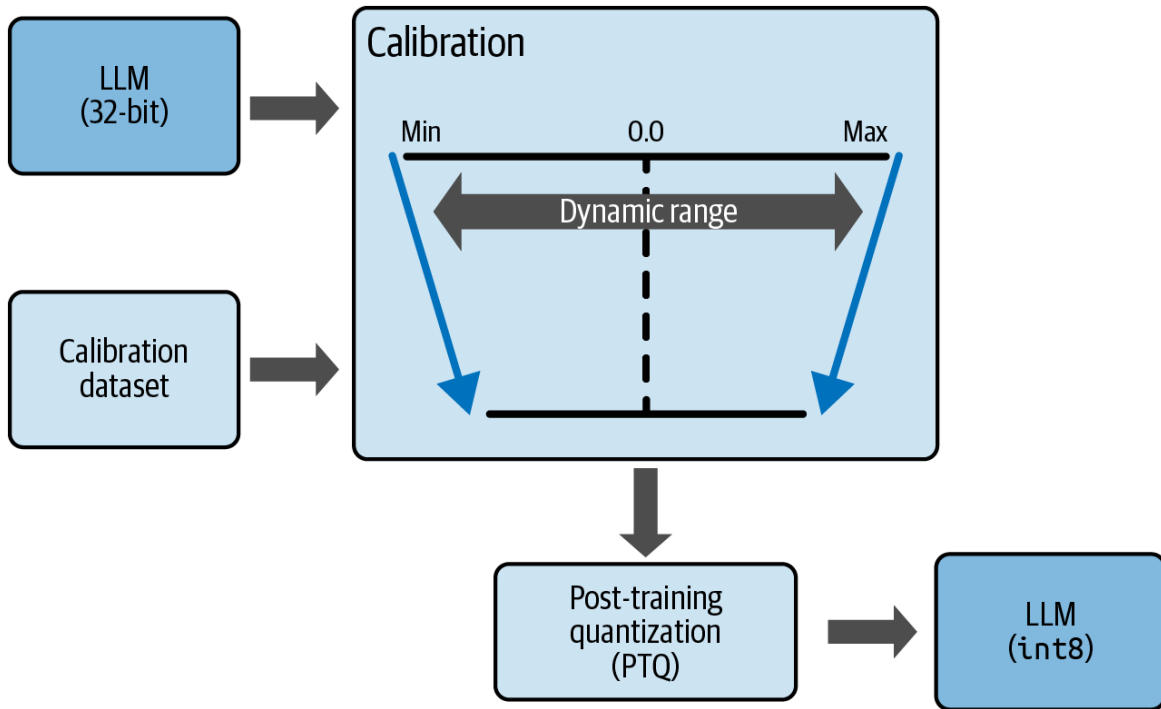 LLM
(32-bit)
Calibration
dataset
Calibration
Min 0.0 Max
Dynamic range
Post-training
quantization
(PTQ)
LLM
(int8)